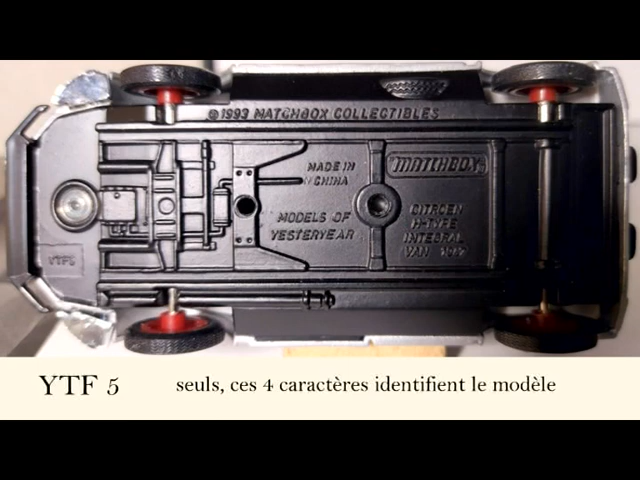 ©1993 MATCHBOX COLLECTIBLES
MADE IN
CHINA
MATCHBOX
MODELS OF
YESTERYEAR
CITROEN
H-TYPE
INTEGRAL
VAN 1947
YTF5
YTF 5 seuls, ces 4 caractères identifient le modèle